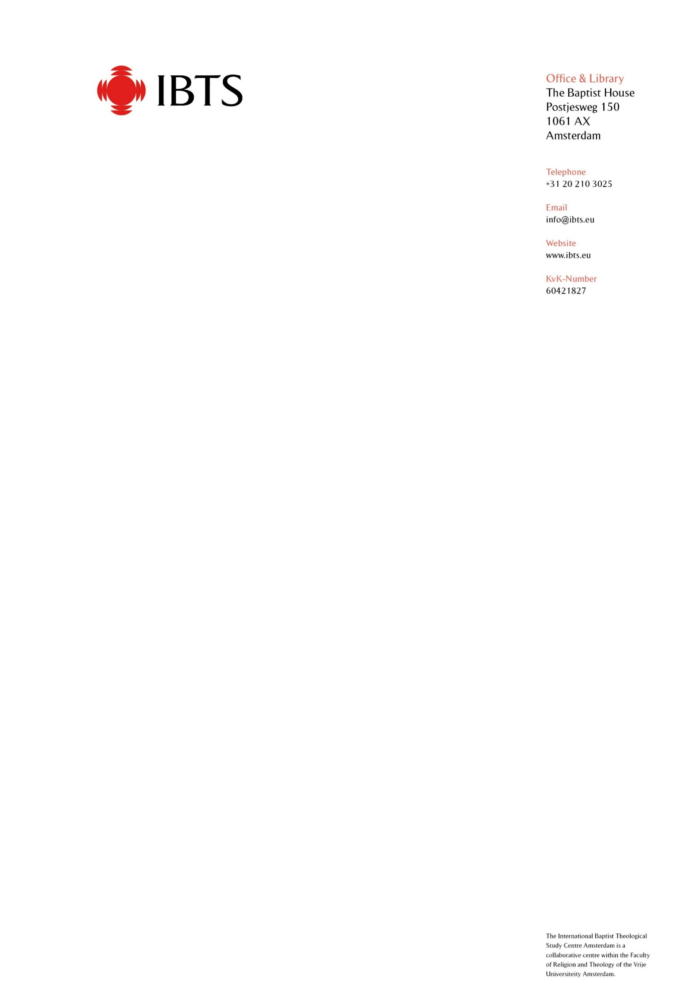 IBTS
Office & Library
The Baptist House
Postjesweg 150
1061 AX
Amsterdam
Telephone
+31 20 210 3025
Email
info@ibts.eu
Website
www.ibts.eu
KvK-Number
60421827
The International Baptist Theological
Study Centre Amsterdam is a
collaborative centre within the Faculty
of Religion and Theology of the Vrije
Universiteity Amsterdam.